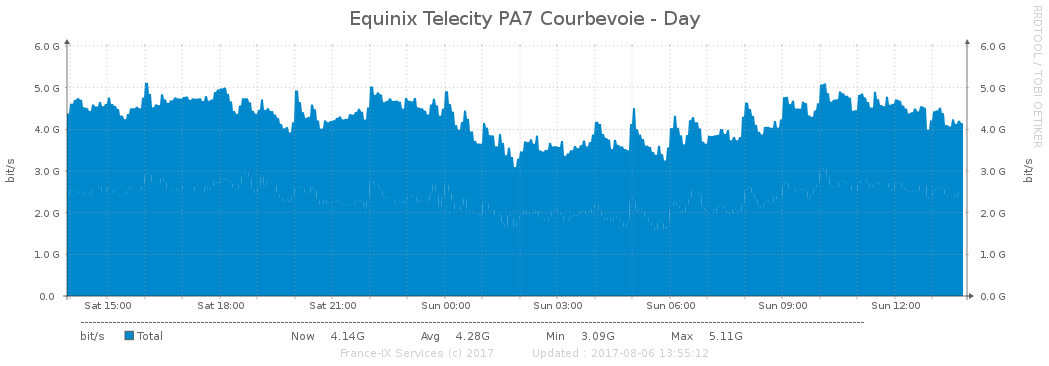 Equinix Telecity PA7 Courbevoie - Day
RRDTOOL / TOBI OETIKER
bit/s
6.0 G 6.0 G
5.0 G 5.0 G
4.0 G 4.0 G
3.0 G 3.0 G
2.0 G 2.0 G
1.0 G 1.0 G
0.0 0.0 G
bit/s
Sat 15:00 Sat 18:00 Sat 21:00 Sun 00:00 Sun 03:00 Sun 06:00 Sun 09:00 Sun 12:00
bit/s Total Now 4.14G Avg 4.28G Min 3.09G Max 5.11G
France-IX Services (c) 2017 Updated : 2017-08-06 13:55:12